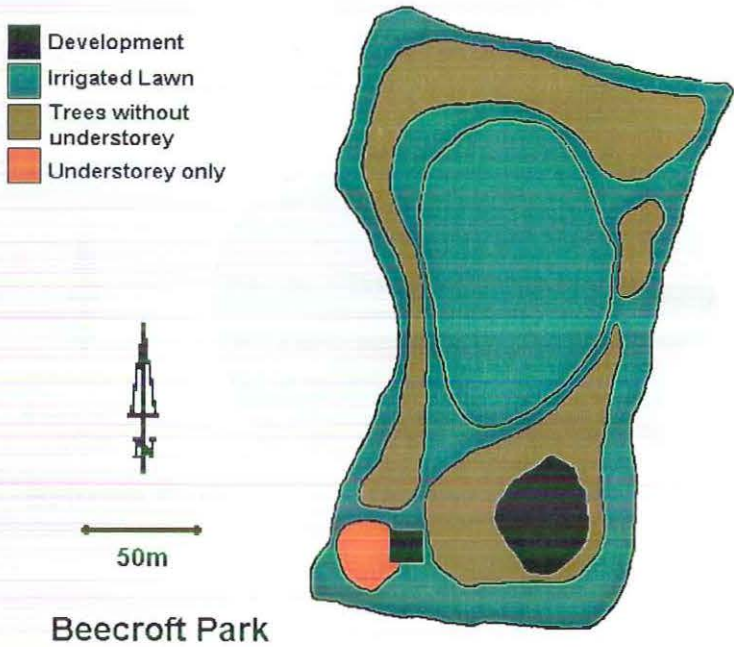 Development
Irrigated Lawn
Trees without
understorey
Understorey only
N
50m
Beecroft Park